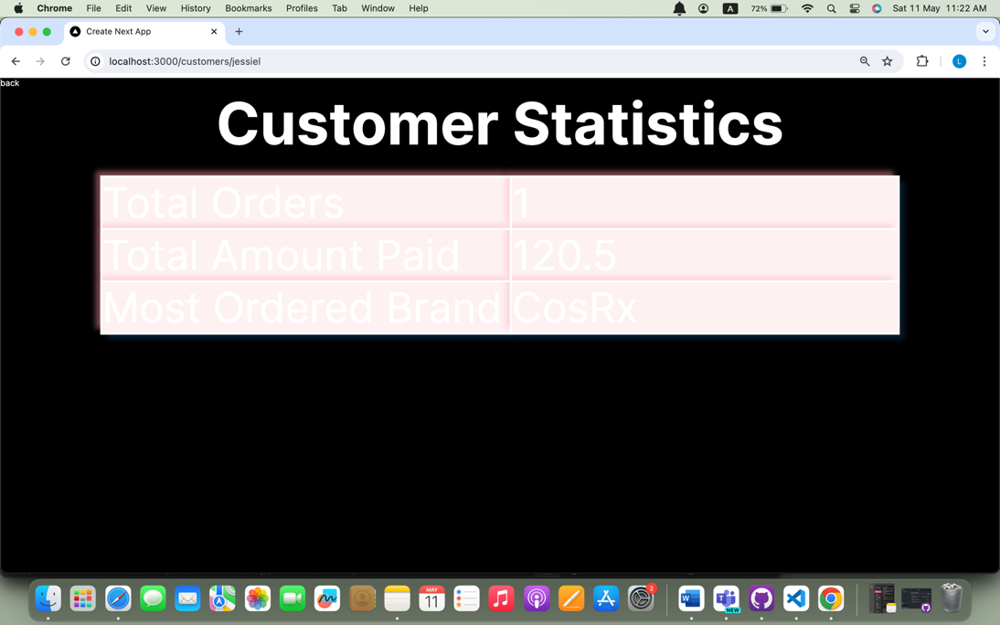 Chrome File Edit View History Bookmarks Profiles Tab Window Help A 72% Sat 11 May 11:22 AM
Create Next App
localhost:3000/customers/jessiel L
back
Customer Statistics
Total Orders 1
Total Amount Paid 120.5
Most Ordered Brand CosRx
MAY
11
2
W
T
NEW